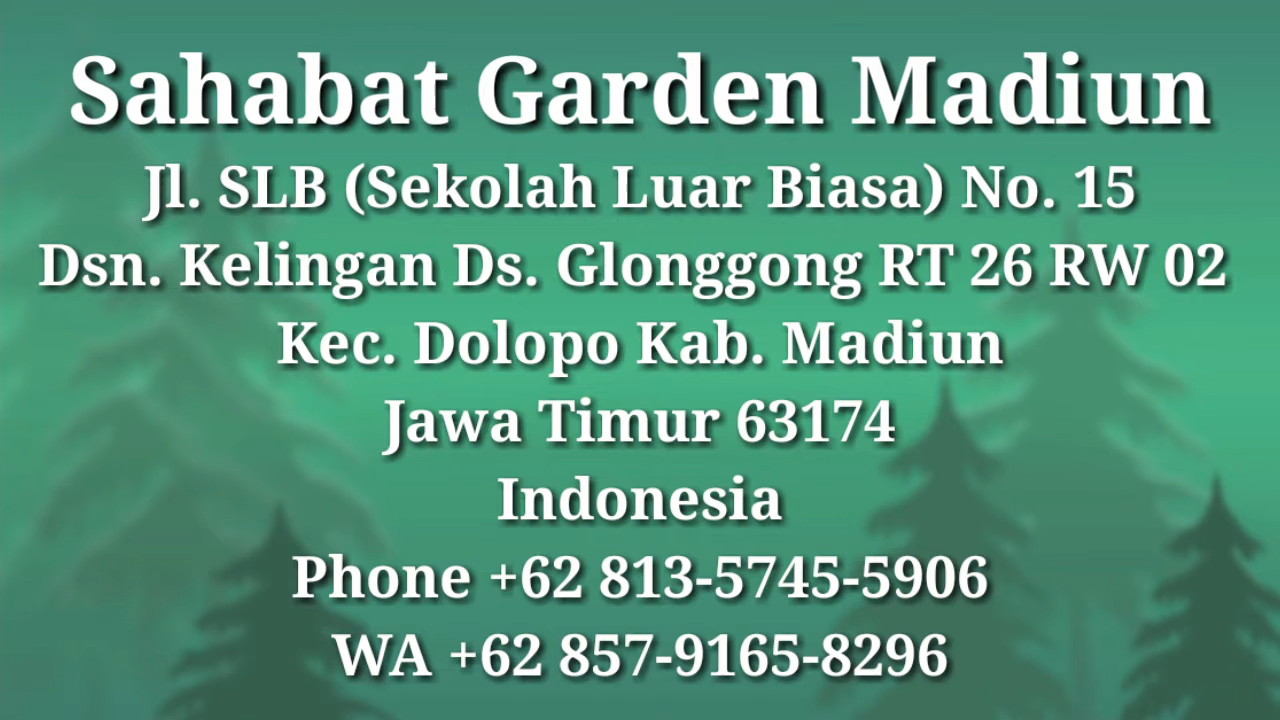 Sahabat Garden Madiun
Jl. SLB (Sekolah Luar Biasa) No. 15
Dsn. Kelingan Ds. Glonggong RT 26 RW 02
Kec. Dolopo Kab. Madiun
Jawa Timur 63174
Indonesia
Phone +62 813-5745-5906
WA +62 857-9165-8296